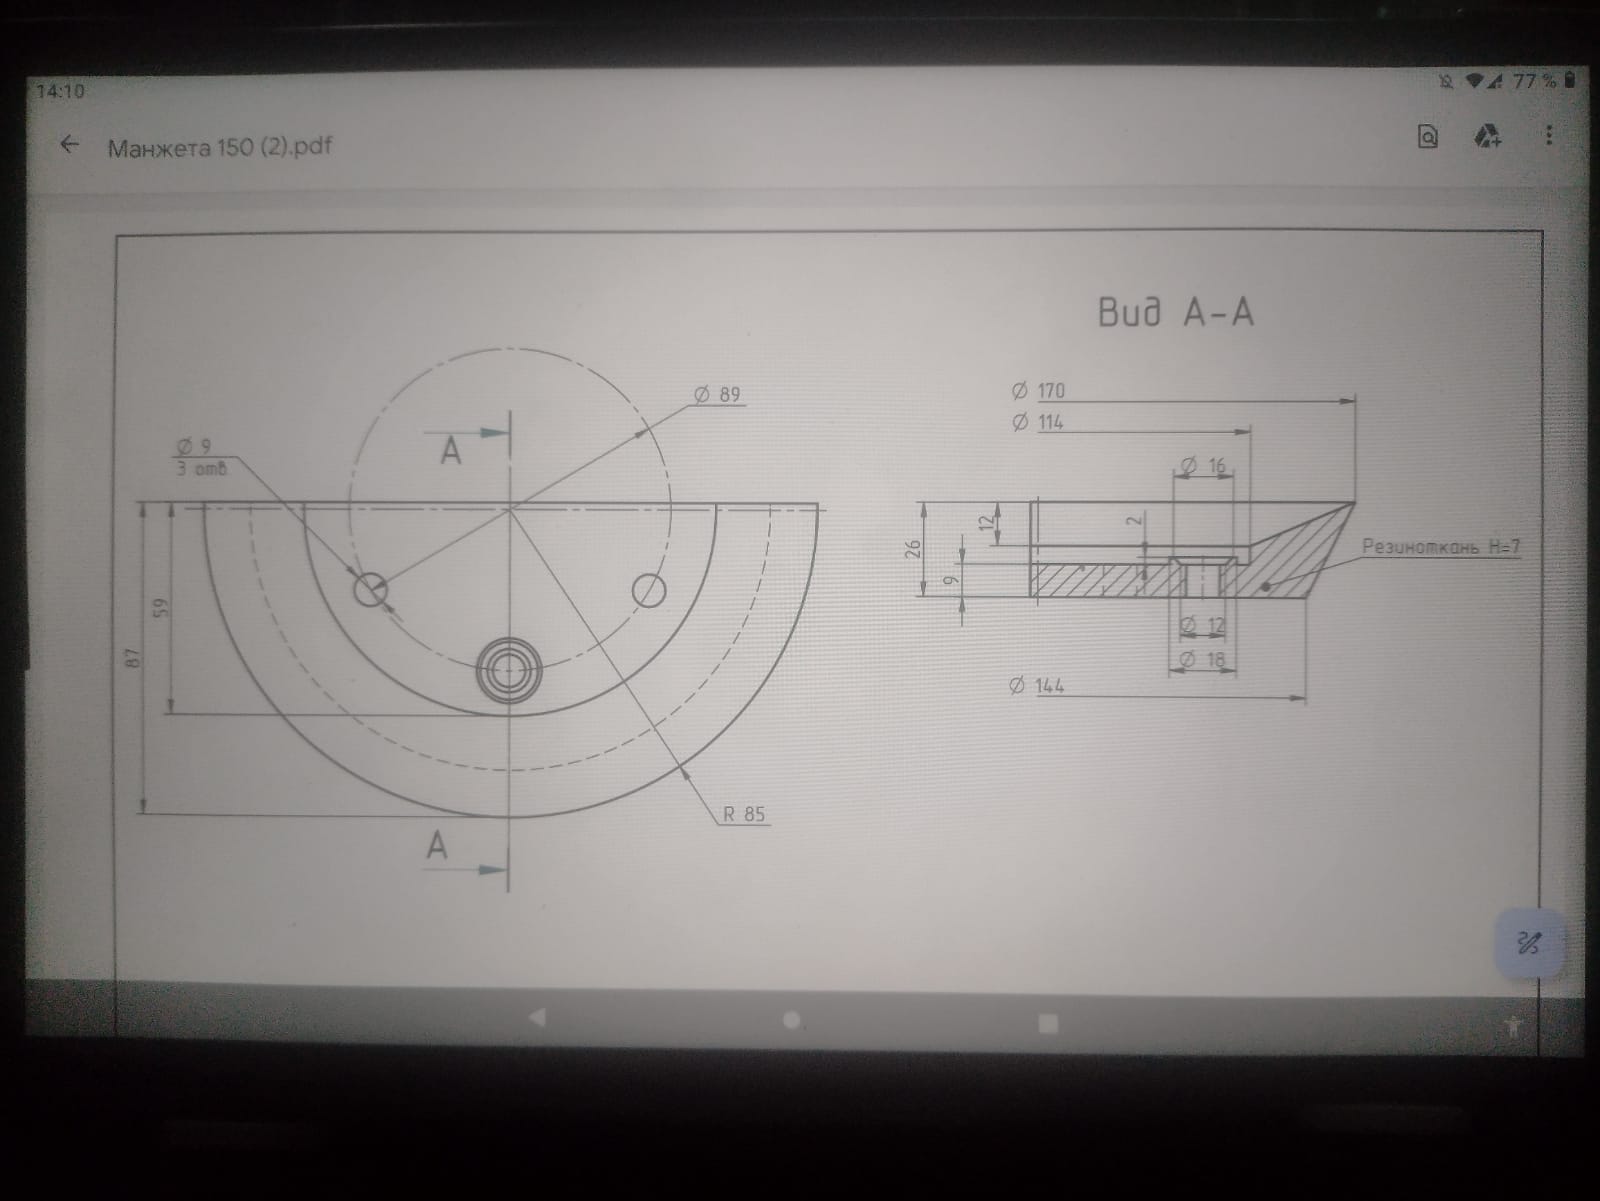 14:10
77 %
Манжета 150 (2).pdf
Вид А-А
Ø 89
А
Ø 9
3 отв.
59
87
R 85
А
Ø 170
Ø 114
Ø 16
12
2
26
9
Резиноткань Н=7
Ø 12
Ø 18
Ø 144